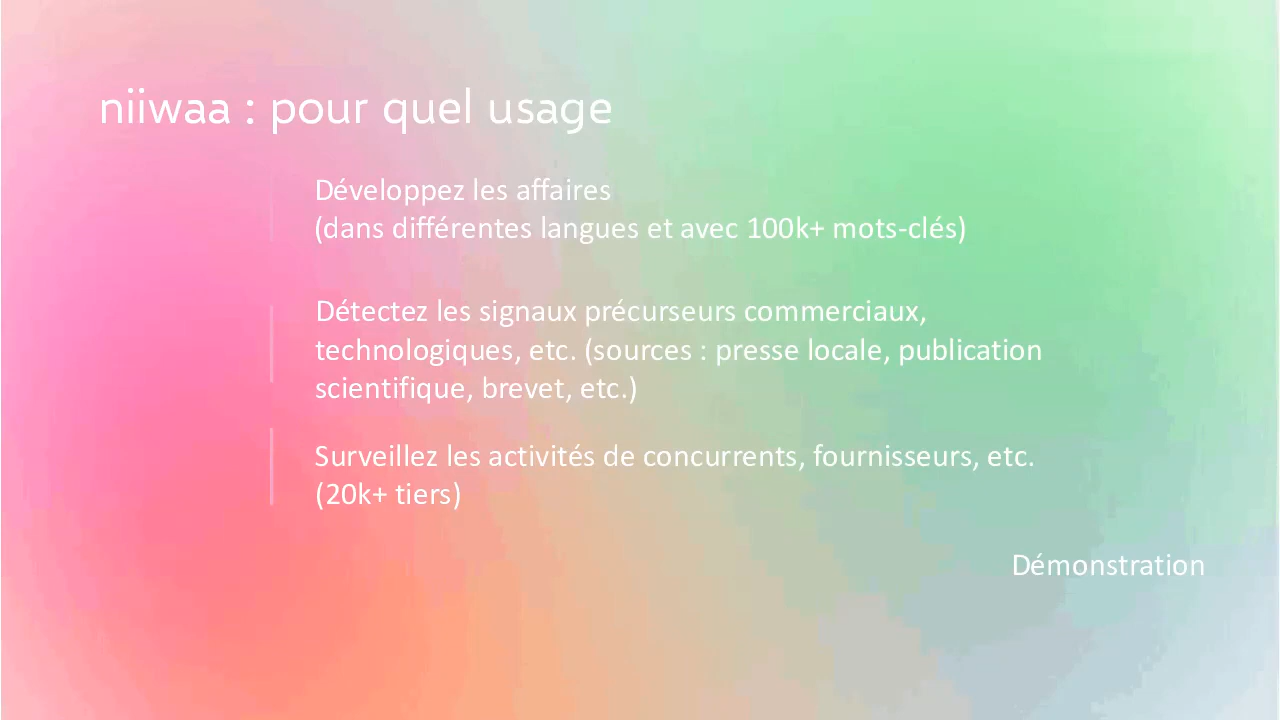 niiwaa : pour quel usage
Développez les affaires
(dans différentes langues et avec 100k+ mots-clés)
Détectez les signaux précurseurs commerciaux,
technologiques, etc. (sources : presse locale, publication
scientifique, brevet, etc.)
Surveillez les activités de concurrents, fournisseurs, etc.
(20k+ tiers)
Démonstration